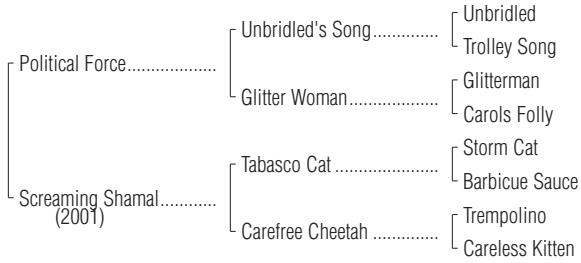 Unbridled
Unbridled's Song..............
Trolley Song
Political Force...................
Glitterman
Glitter Woman...................
Carols Folly
Storm Cat
Tabasco Cat ......................
Barbicue Sauce
Screaming Shamal............
(2001)
Trempolino
Carefree Cheetah ..............
Careless Kitten